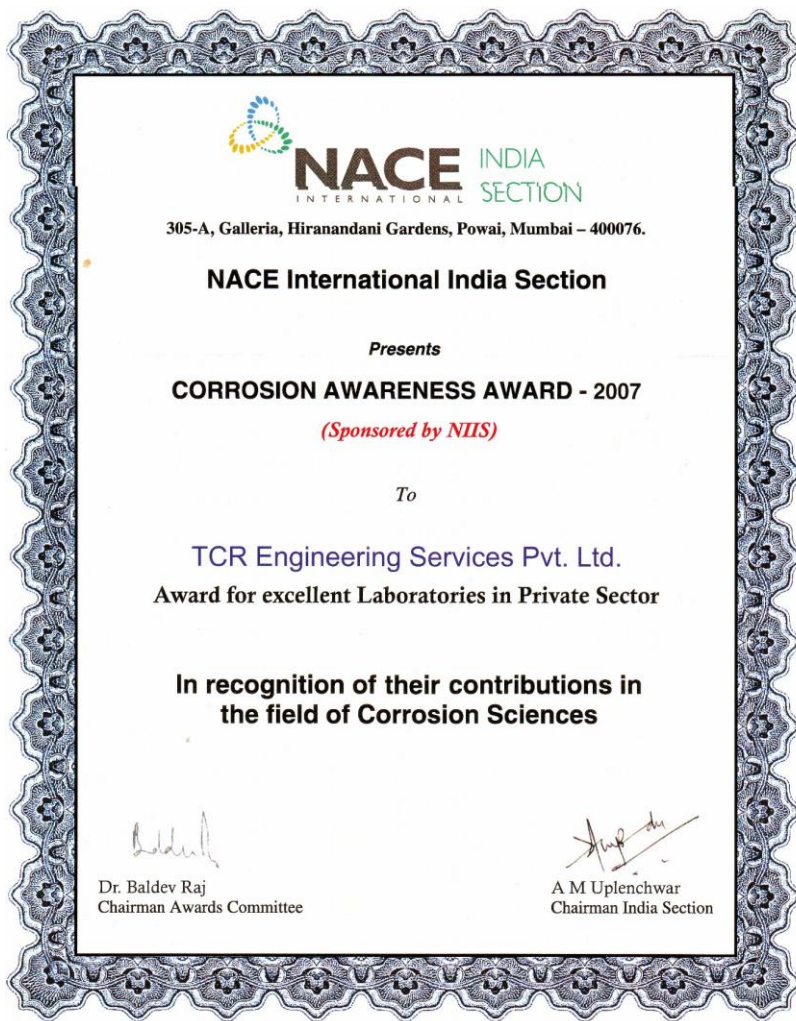 NACE INDIA
INTERNATIONAL SECTION
305-A, Galleria, Hiranandani Gardens, Powai, Mumbai – 400076.
NACE International India Section
Presents
CORROSION AWARENESS AWARD - 2007
(Sponsored by NIIS)
To
TCR Engineering Services Pvt. Ltd.
Award for excellent Laboratories in Private Sector
In recognition of their contributions in
the field of Corrosion Sciences
Dr. Baldev Raj
Chairman Awards Committee
A M Uplenchwar
Chairman India Section